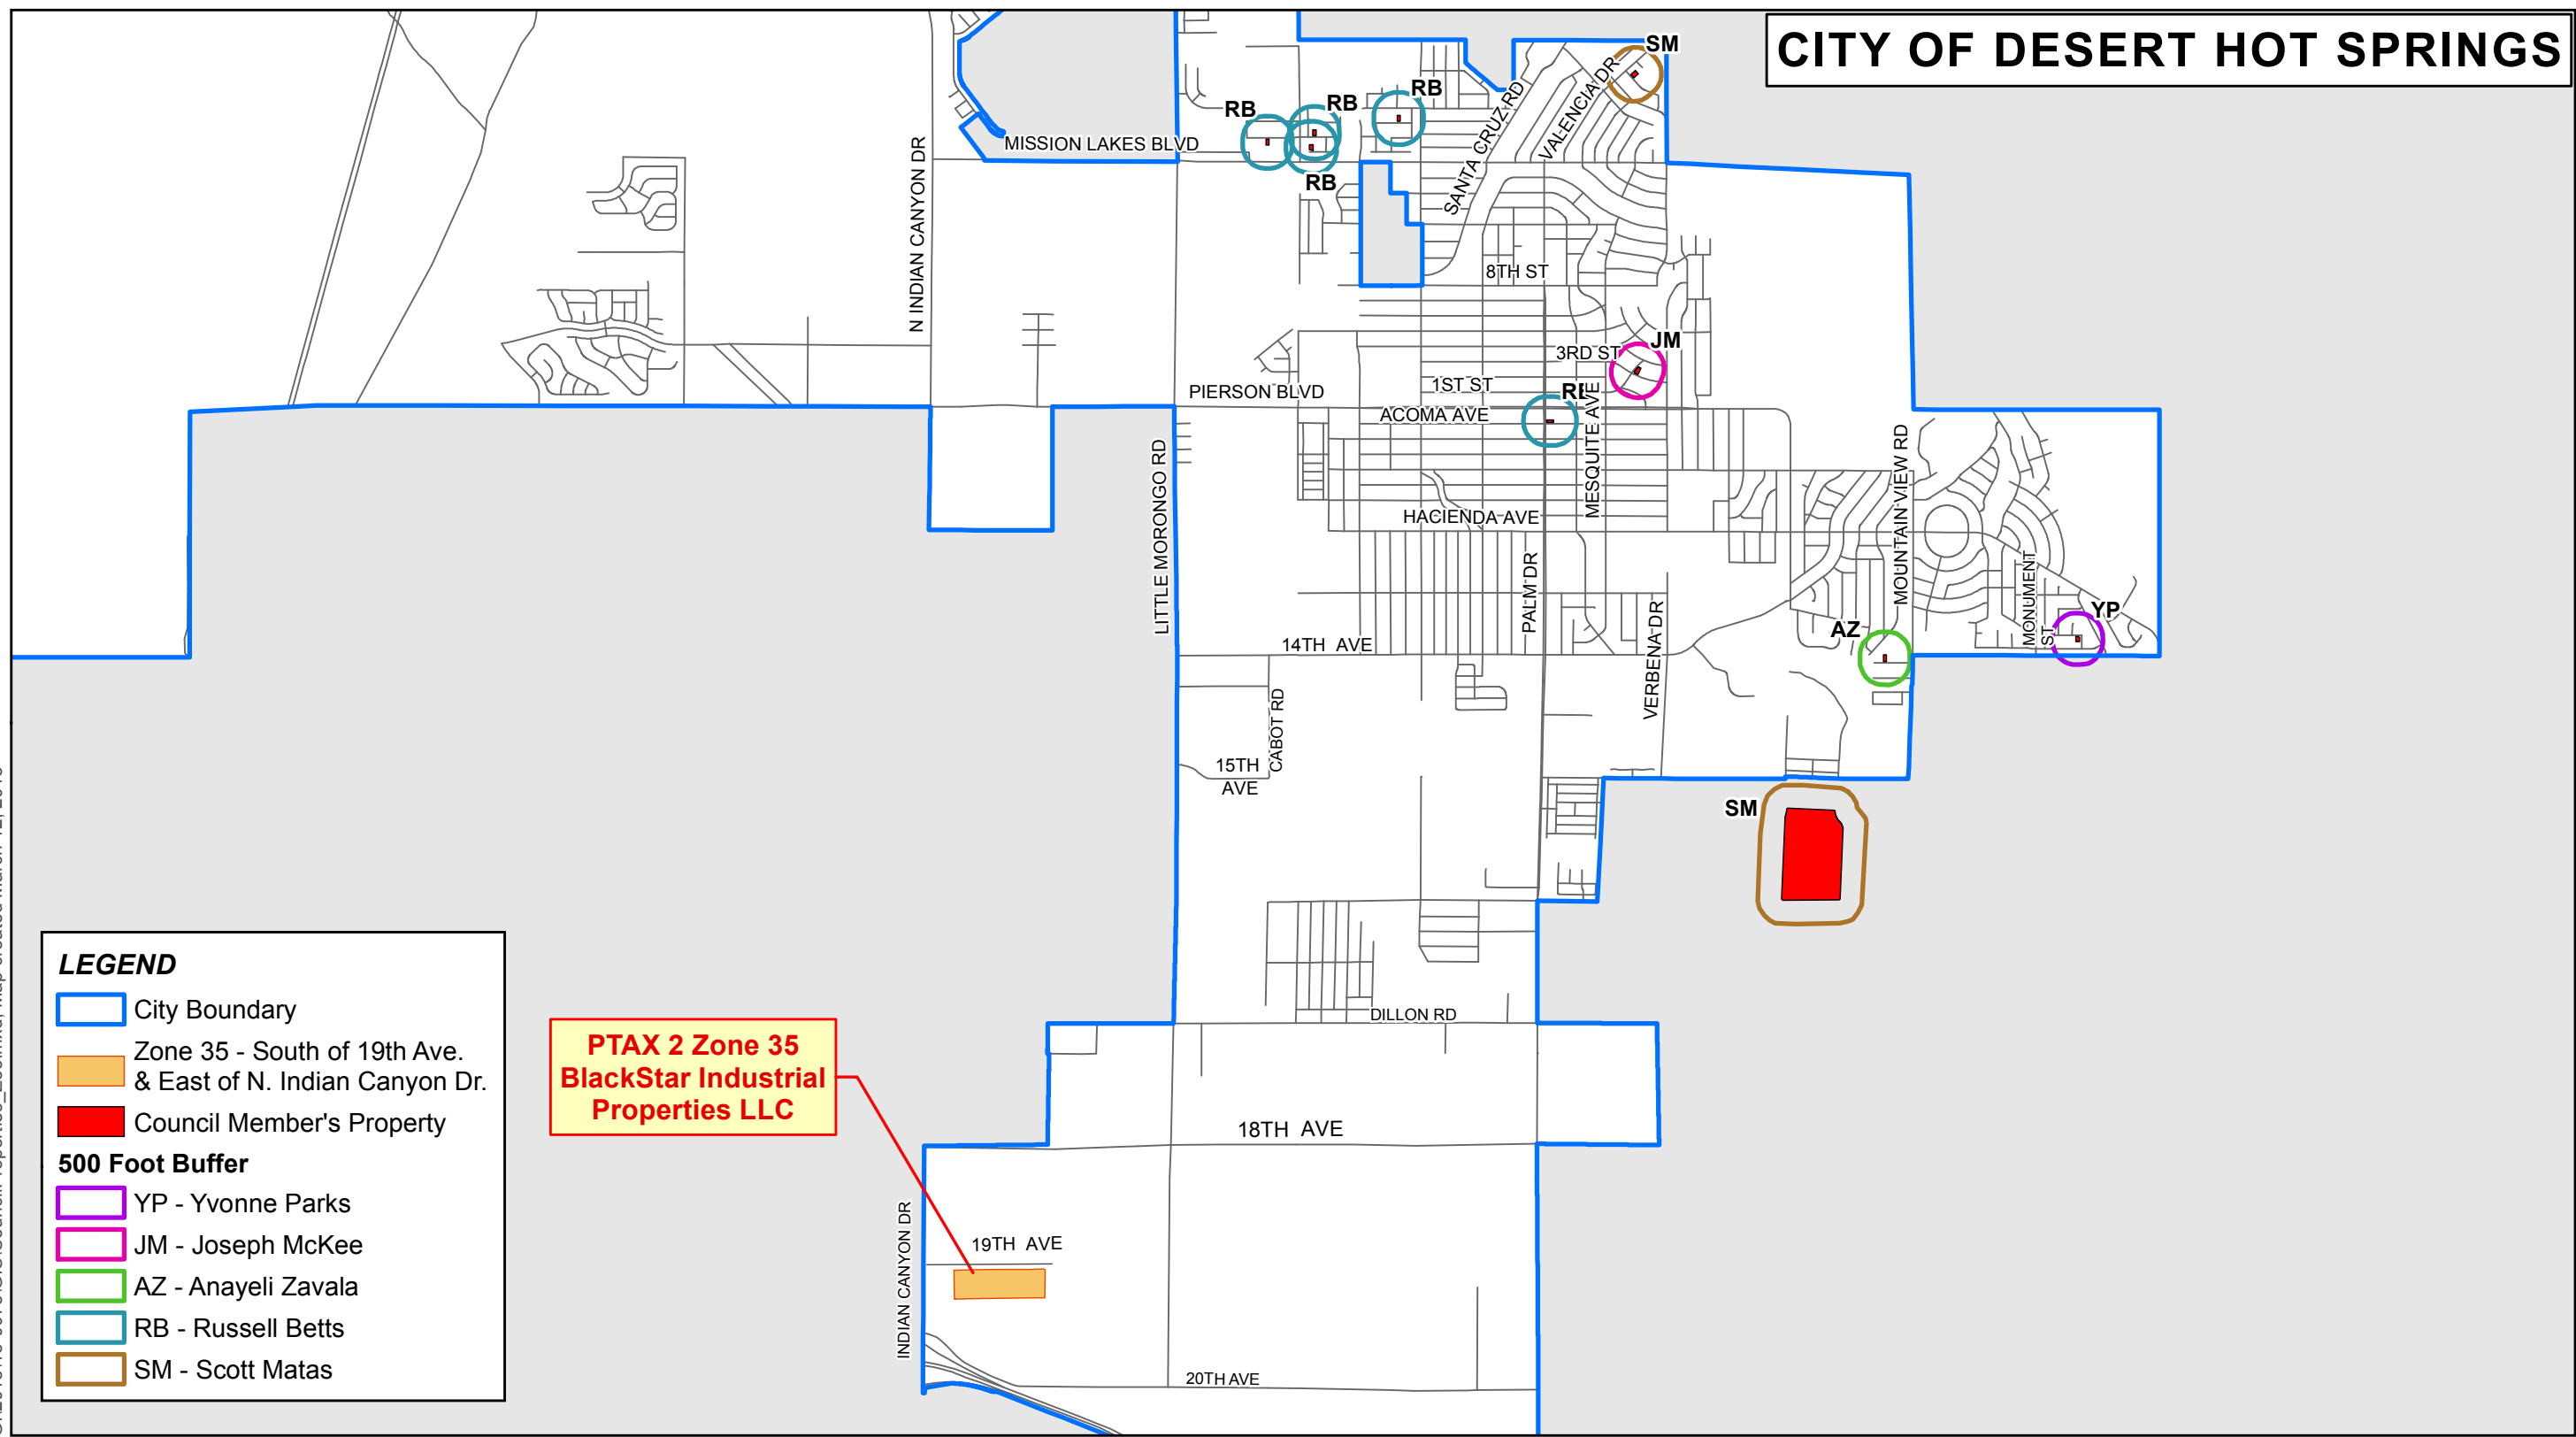 CITY OF DESERT HOT SPRINGS
SM
RB
RB
RB
RB
MISSION LAKES BLVD
SANTA CRUZ RD
VALENCIA DR
N INDIAN CANYON DR
8TH ST
JM
3RD ST
1ST ST
PIERSON BLVD
ACOMA AVE
MESQUITE AVE
LITTLE MORONGO RD
MOUNTAIN VIEW RD
HACIENDA AVE
PALM DR
VERBENA DR
MONUMENT
ST
YP
AZ
14TH AVE
CABOT RD
15TH
AVE
SM
DILLON RD
18TH AVE
INDIAN CANYON DR
19TH AVE
20TH AVE
PTAX 2 Zone 35
BlackStar Industrial
Properties LLC
LEGEND
City Boundary
Zone 35 - South of 19th Ave.
& East of N. Indian Canyon Dr.
Council Member's Property
500 Foot Buffer
YP - Yvonne Parks
JM - Joseph McKee
AZ - Anayeli Zavala
RB - Russell Betts
SM - Scott Matas